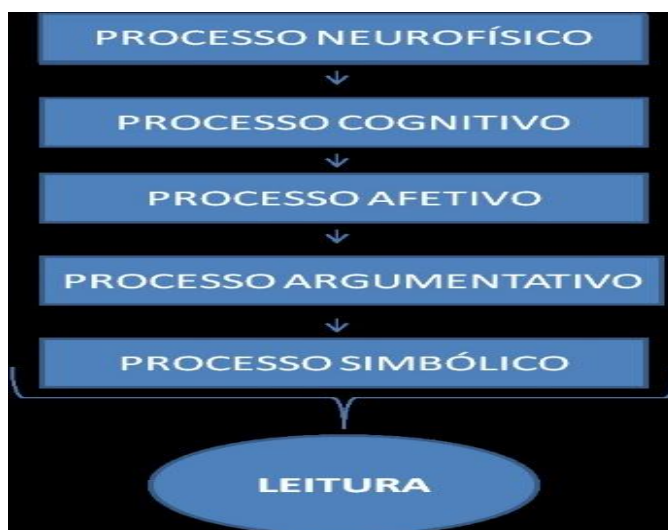 PROCESSO NEUROFÍSICO
PROCESSO COGNITIVO
PROCESSO AFETIVO
PROCESSO ARGUMENTATIVO
PROCESSO SIMBÓLICO
LEITURA